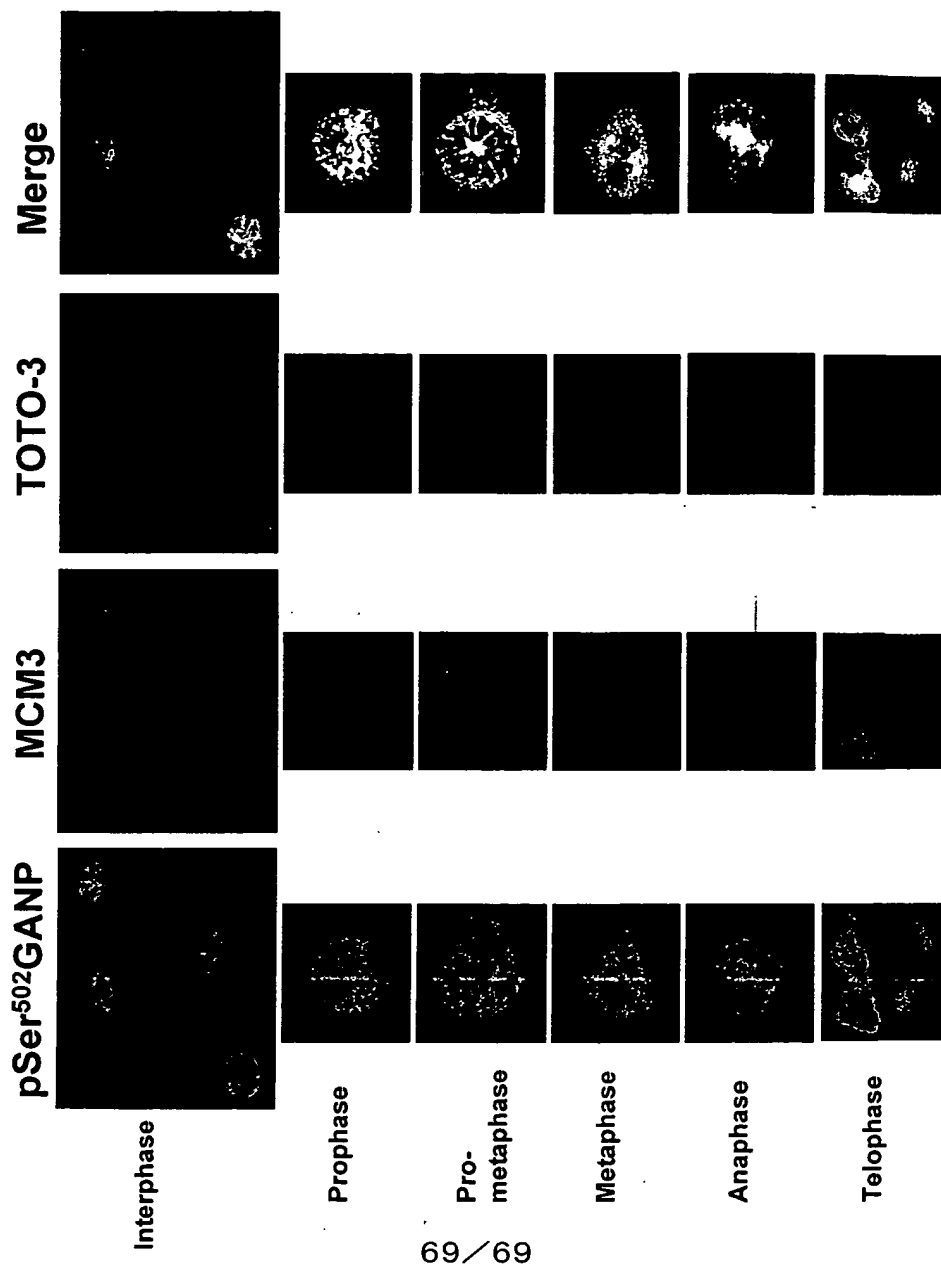 pSer⁵⁰²GANP
MCM3
TOTO-3
Merge
Interphase
Prophase
Pro-
metaphase
Metaphase
Anaphase
Telophase
69/69